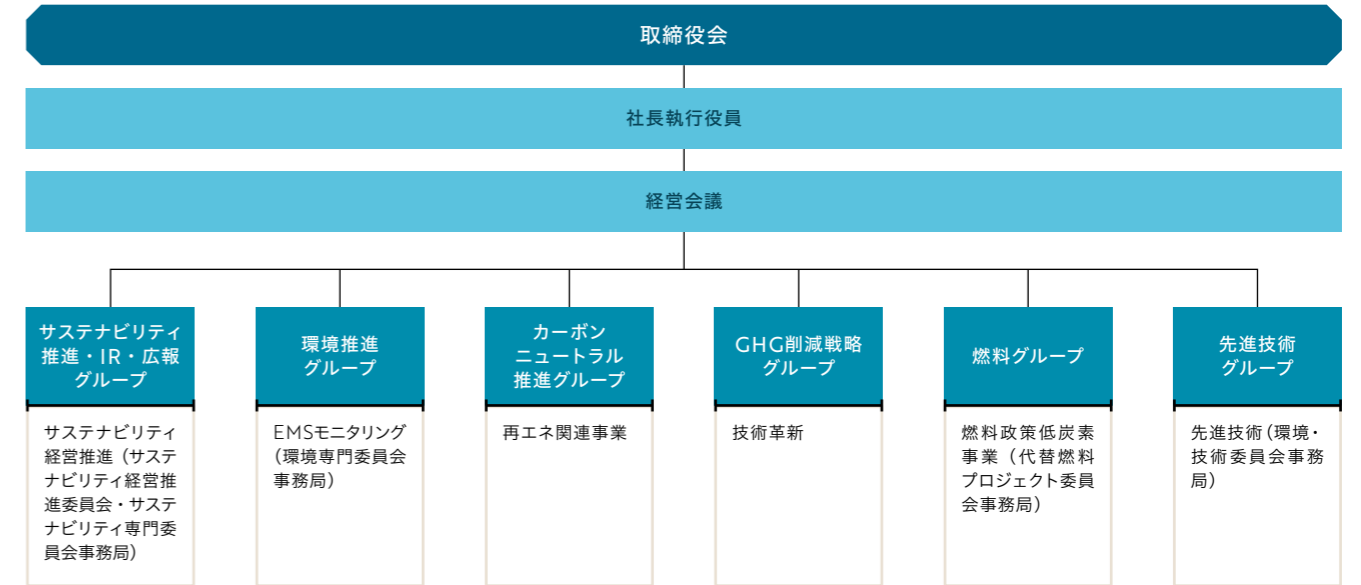 取締役会
社長執行役員
経営会議
サステナビリティ
推進・IR・広報
グループ
環境推進
グループ
カーボン
ニュートラル
推進グループ
GHG削減戦略
グループ
燃料グループ
先進技術
グループ
サステナビリティ
経営推進（サステ
ナビリティ経営推
進委員会・サステ
ナビリティ専門委
員会事務局）
EMSモニタリング
（環境専門委員会
事務局）
再エネ関連事業
技術革新
燃料政策低炭素
事業（代替燃料
プロジェクト委員
会事務局）
先進技術（環境・
技術委員会事務
局）